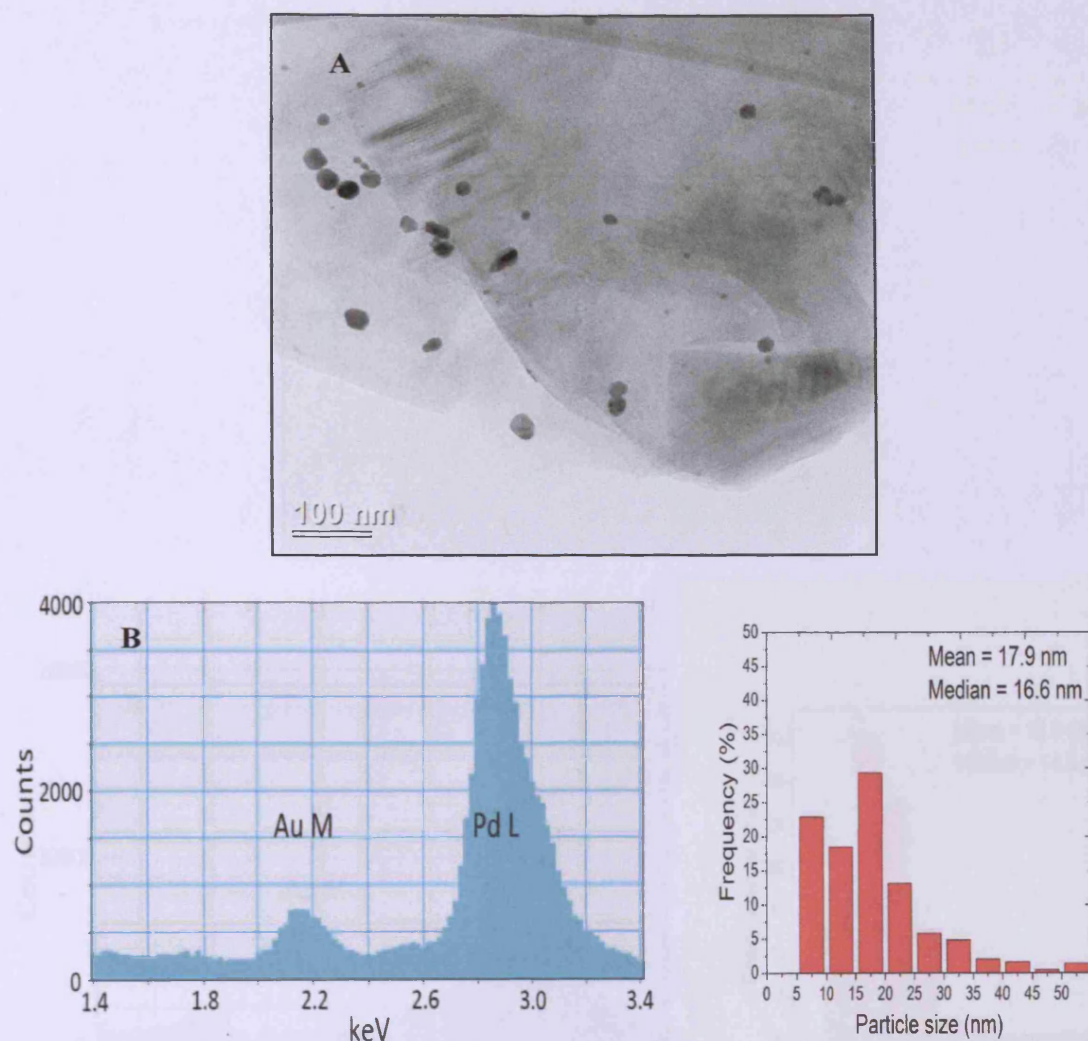 A
100 nm
B
4000
2000
0
Counts
Au M
Pd L
1.4 1.8 2.2 2.6 3.0 3.4
keV
Mean = 17.9 nm
Median = 16.6 nm
50
45
40
35
30
25
20
15
10
5
0
Frequency (%)
0 5 10 15 20 25 30 35 40 45 50
Particle size (nm)